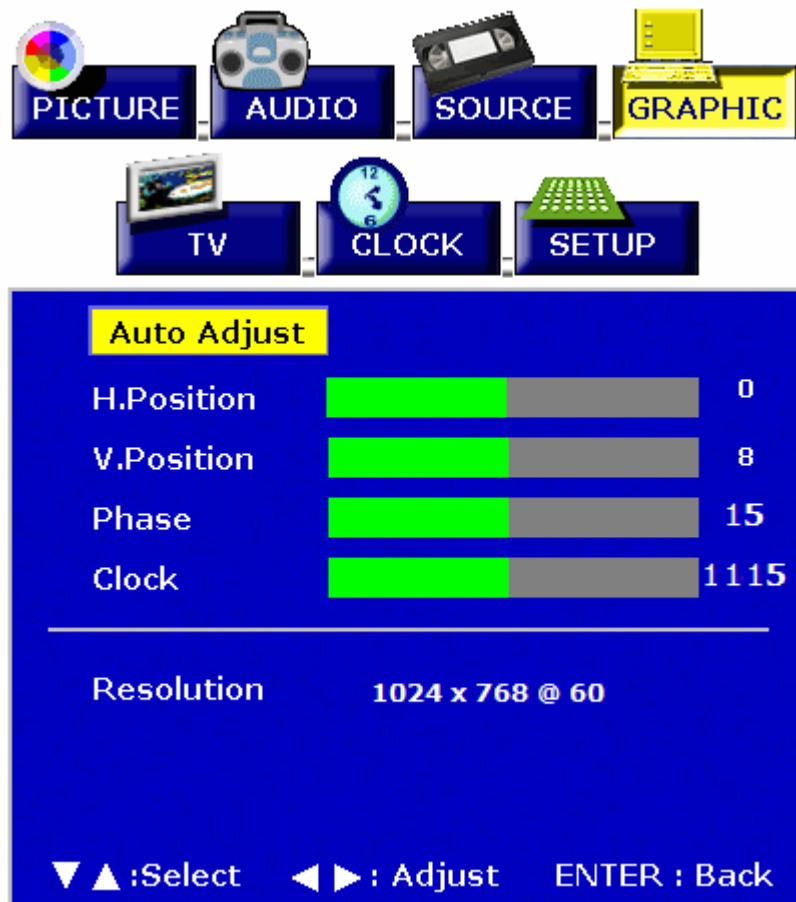 PICTURE AUDIO SOURCE GRAPHIC
12
6
TV CLOCK SETUP
Auto Adjust
H.Position 0
V.Position 8
Phase 15
Clock 1115
Resolution 1024 x 768 @ 60
▼ ▲ :Select ◀ ▶ : Adjust ENTER : Back